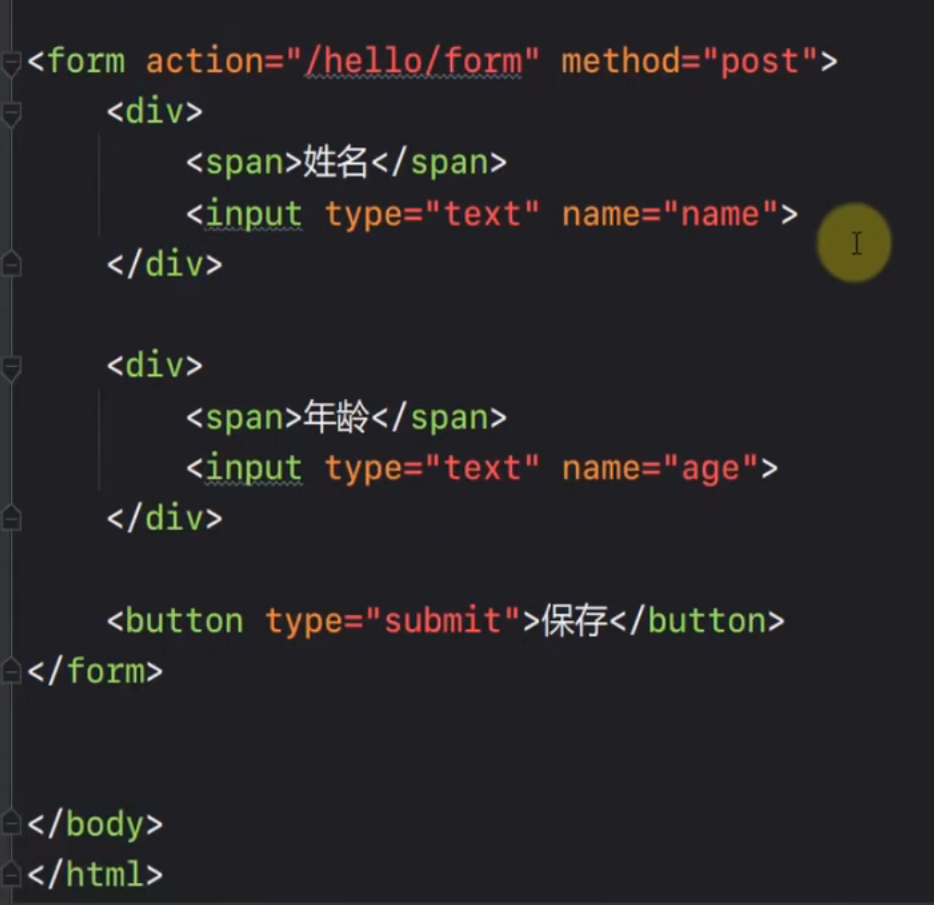 <form action="/hello/form" method="post">
    <div>
        <span>姓名</span>
        <input type="text" name="name">
    </div>

    <div>
        <span>年龄</span>
        <input type="text" name="age">
    </div>

    <button type="submit">保存</button>
</form>

</body>
</html>